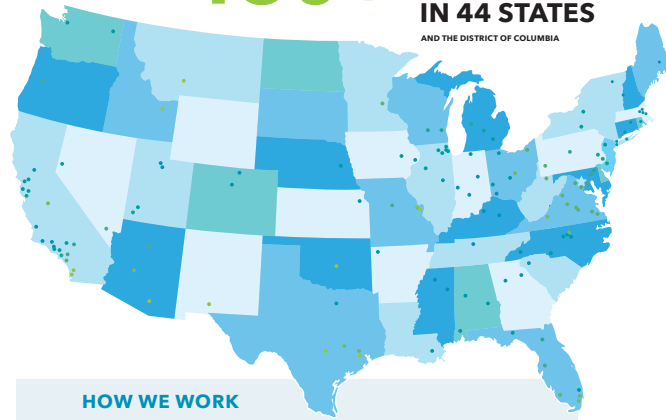 IN 44 STATES
AND THE DISTRICT OF COLUMBIA
HOW WE WORK